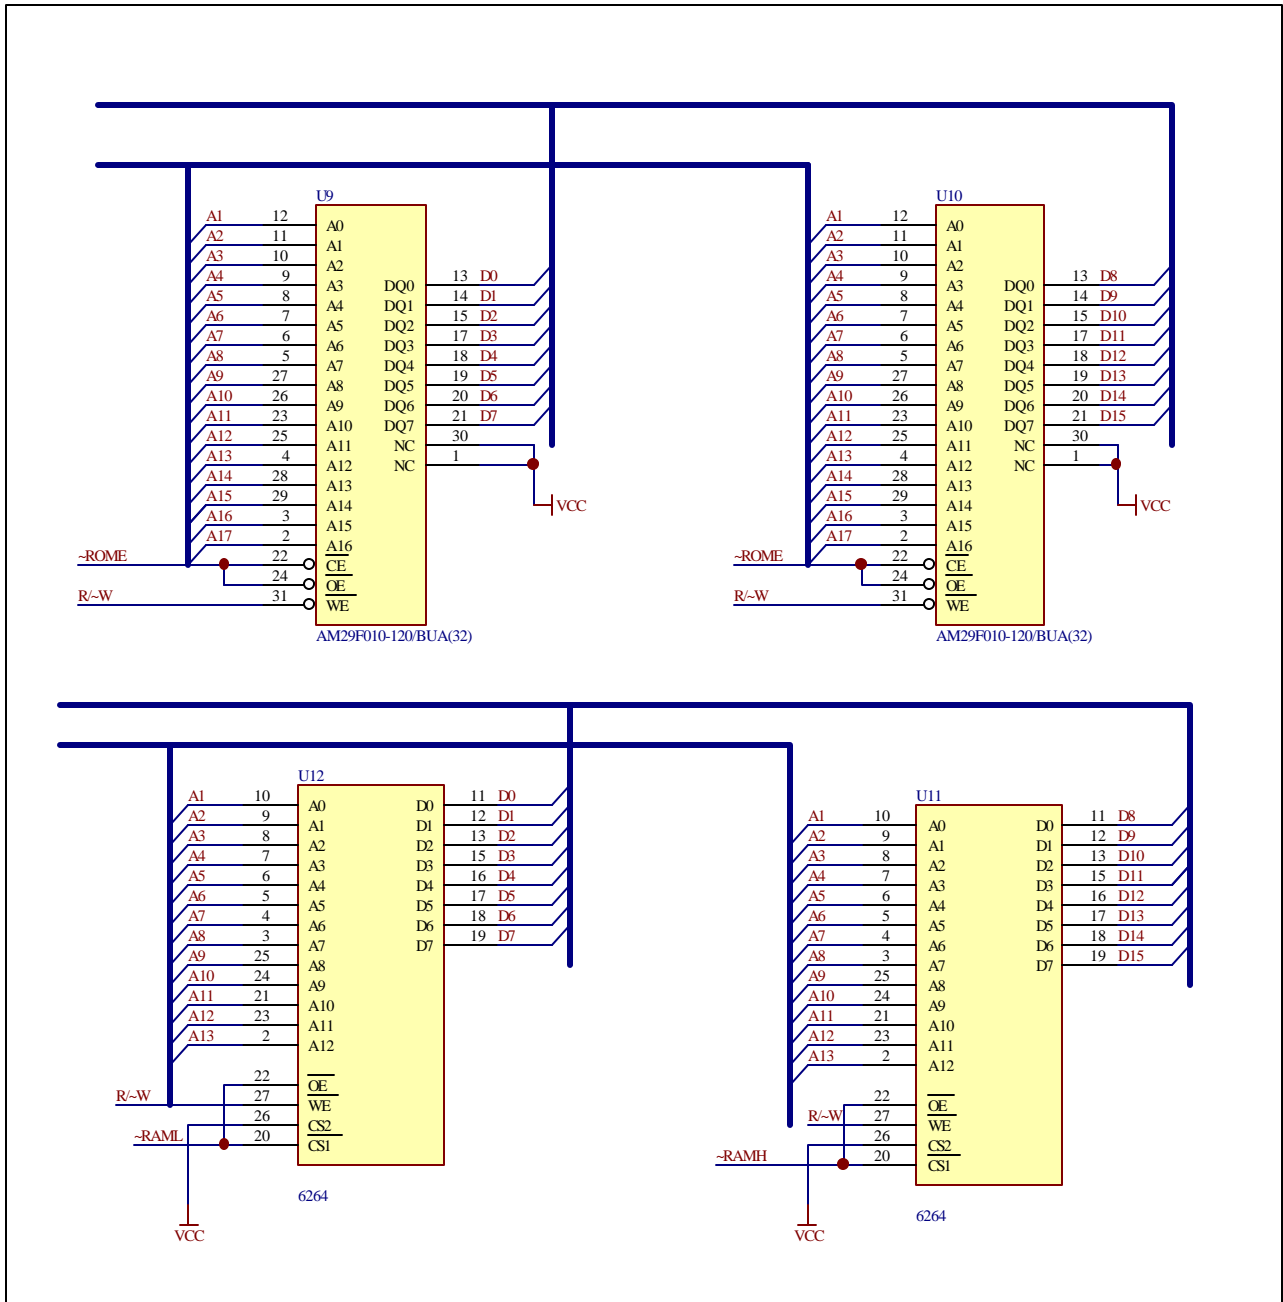 U9
A1 12 A0
A2 11 A1
A3 10 A2
A4 9 A3 DQ0 13 D0
A5 8 A4 DQ1 14 D1
A6 7 A5 DQ2 15 D2
A7 6 A6 DQ3 17 D3
A8 5 A7 DQ4 18 D4
A9 27 A8 DQ5 19 D5
A10 26 A9 DQ6 20 D6
A11 23 A10 DQ7 21 D7
A12 25 A11 NC 30
A13 4 A12 NC 1
A14 28 A13
A15 29 A14 VCC
A16 3 A15
A17 2 A16
~ROME 22 CE
24 OE
R/~W 31 WE
AM29F010-120/BUA(32)
U10
A1 12 A0
A2 11 A1
A3 10 A2
A4 9 A3 DQ0 13 D8
A5 8 A4 DQ1 14 D9
A6 7 A5 DQ2 15 D10
A7 6 A6 DQ3 17 D11
A8 5 A7 DQ4 18 D12
A9 27 A8 DQ5 19 D13
A10 26 A9 DQ6 20 D14
A11 23 A10 DQ7 21 D15
A12 25 A11 NC 30
A13 4 A12 NC 1
A14 28 A13
A15 29 A14 VCC
A16 3 A15
A17 2 A16
~ROME 22 CE
24 OE
R/~W 31 WE
AM29F010-120/BUA(32)
U12
A1 10 A0 D0 11 D0
A2 9 A1 D1 12 D1
A3 8 A2 D2 13 D2
A4 7 A3 D3 15 D3
A5 6 A4 D4 16 D4
A6 5 A5 D5 17 D5
A7 4 A6 D6 18 D6
A8 3 A7 D7 19 D7
A9 25 A8
A10 24 A9
A11 21 A10
A12 23 A11
A13 2 A12
22 OE
R/~W 27 WE
26 CS2
~RAML 20 CS1
6264
VCC
U11
A1 10 A0 D0 11 D8
A2 9 A1 D1 12 D9
A3 8 A2 D2 13 D10
A4 7 A3 D3 15 D11
A5 6 A4 D4 16 D12
A6 5 A5 D5 17 D13
A7 4 A6 D6 18 D14
A8 3 A7 D7 19 D15
A9 25 A8
A10 24 A9
A11 21 A10
A12 23 A11
A13 2 A12
22 OE
R/~W 27 WE
26 CS2
~RAMH 20 CS1
6264
VCC